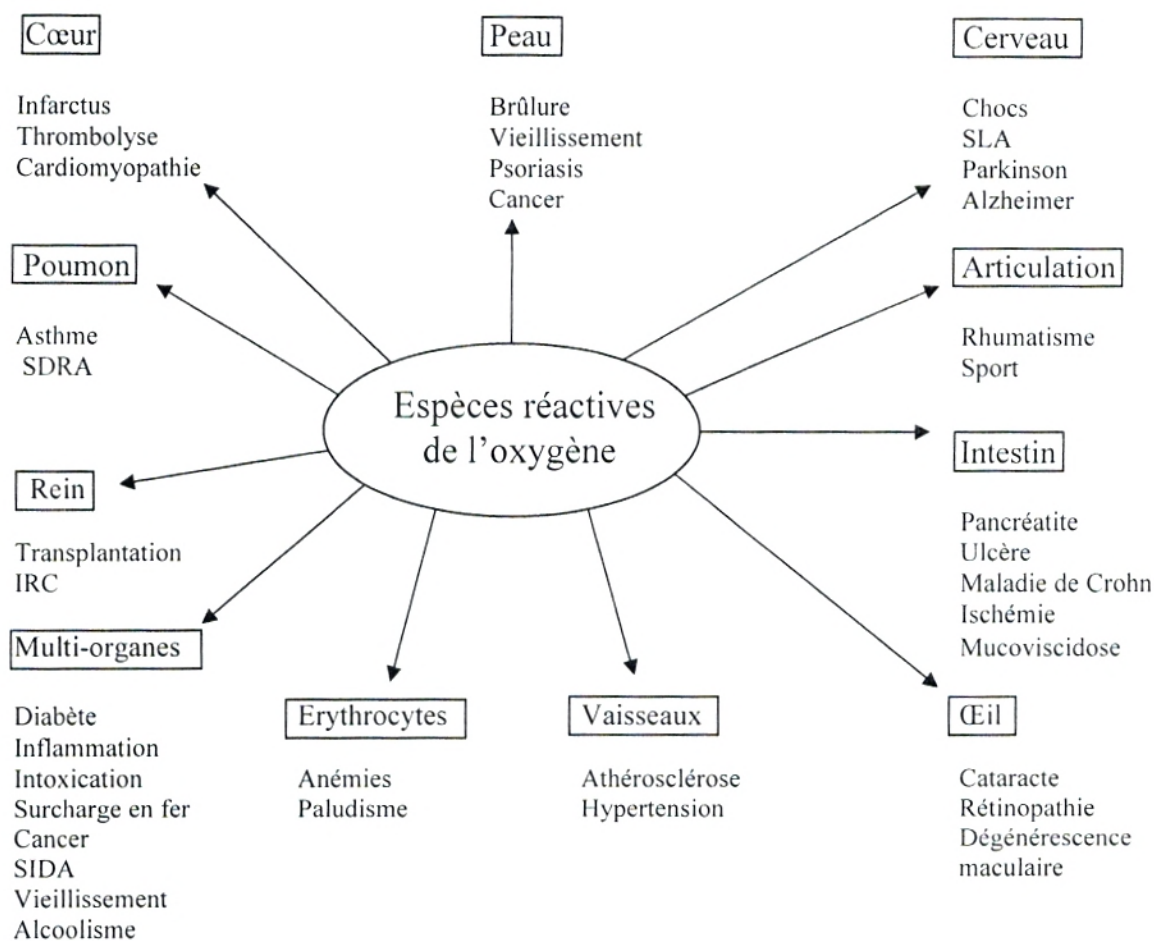 Cœur
Infarctus
Thrombolyse
Cardiomyopathie
Peau
Brûlure
Vieillissement
Psoriasis
Cancer
Cerveau
Chocs
SLA
Parkinson
Alzheimer
Poumon
Asthme
SDRA
Articulation
Rhumatisme
Sport
Espèces réactives
de l'oxygène
Rein
Transplantation
IRC
Intestin
Pancréatite
Ulcère
Maladie de Crohn
Ischémie
Mucoviscidose
Multi-organes
Diabète
Inflammation
Intoxication
Surcharge en fer
Cancer
SIDA
Vieillissement
Alcoolisme
Erythrocytes
Anémies
Paludisme
Vaisseaux
Athérosclérose
Hypertension
Œil
Cataracte
Rétinopathie
Dégénérescence
maculaire